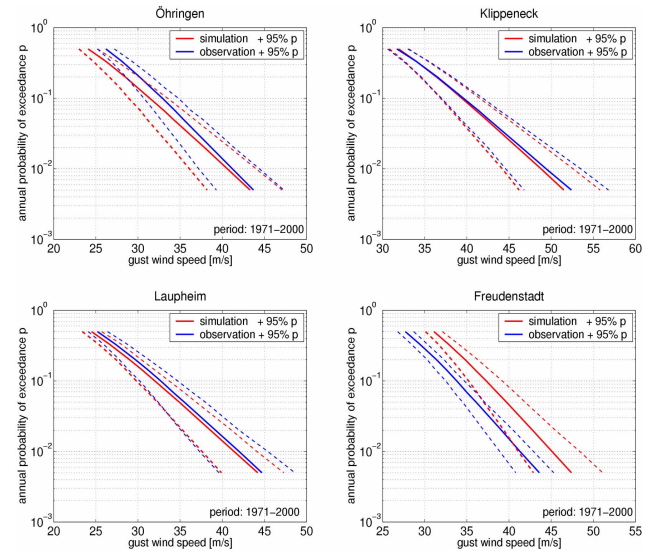 Öhringen
10^0
10^-1
10^-2
10^-3
annual probability of exceedance p
simulation + 95% p
observation + 95% p
period: 1971–2000
20 25 30 35 40 45 50
gust wind speed [m/s]
Klippeneck
10^0
10^-1
10^-2
10^-3
annual probability of exceedance p
simulation + 95% p
observation + 95% p
period: 1971–2000
30 35 40 45 50 55 60
gust wind speed [m/s]
Laupheim
10^0
10^-1
10^-2
10^-3
annual probability of exceedance p
simulation + 95% p
observation + 95% p
period: 1971–2000
20 25 30 35 40 45 50
gust wind speed [m/s]
Freudenstadt
10^0
10^-1
10^-2
10^-3
annual probability of exceedance p
simulation + 95% p
observation + 95% p
period: 1971–2000
25 30 35 40 45 50 55
gust wind speed [m/s]